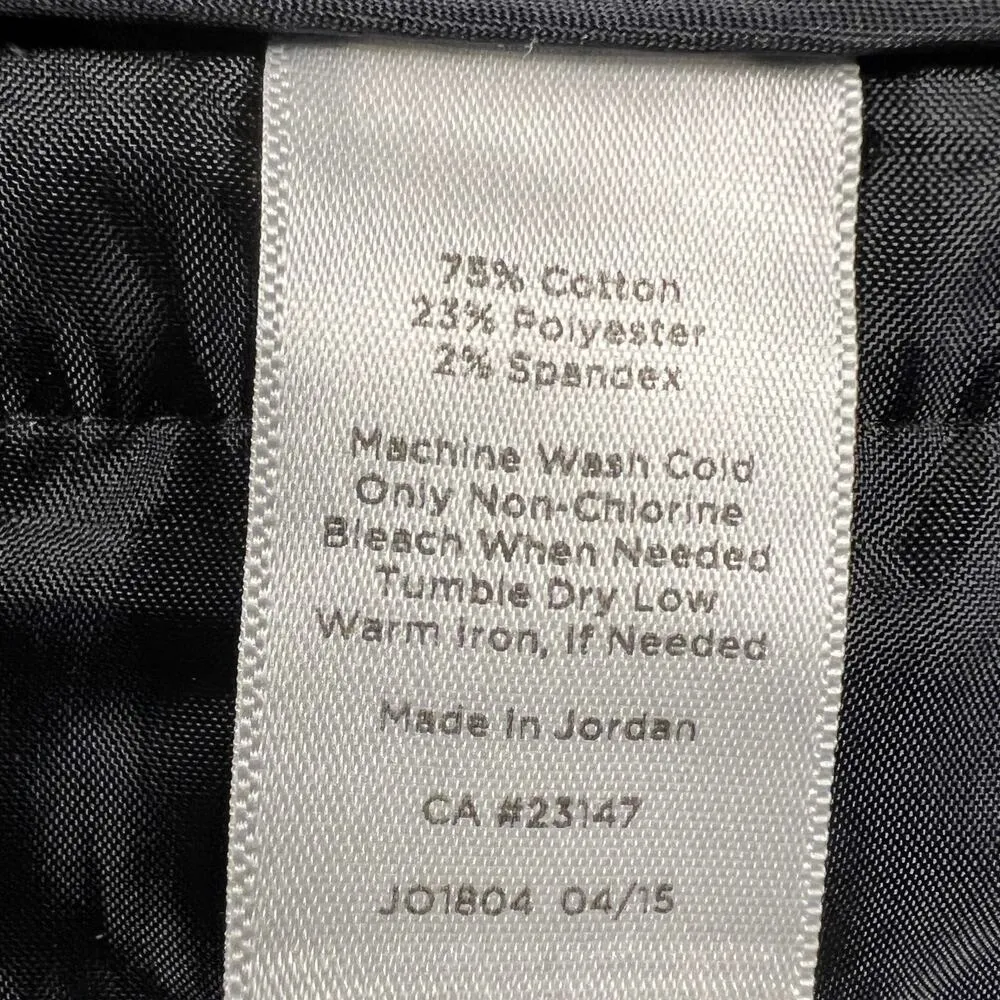 75% Cotton
23% Polyester
2% Spandex
Machine Wash Cold
Only Non-Chlorine
Bleach When Needed
Tumble Dry Low
Warm Iron, If Needed
Made In Jordan
CA #23147
JO1804 04/15